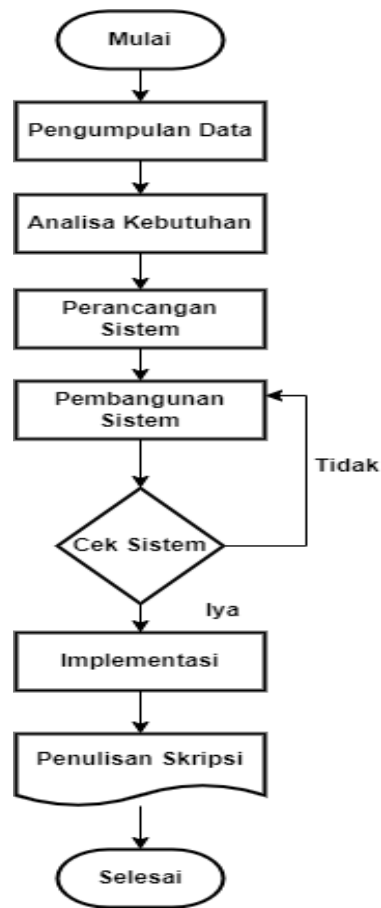 Mulai
Pengumpulan Data
Analisa Kebutuhan
Perancangan
Sistem
Pembangunan
Sistem
Tidak
Cek Sistem
Iya
Implementasi
Penulisan Skripsi
Selesai